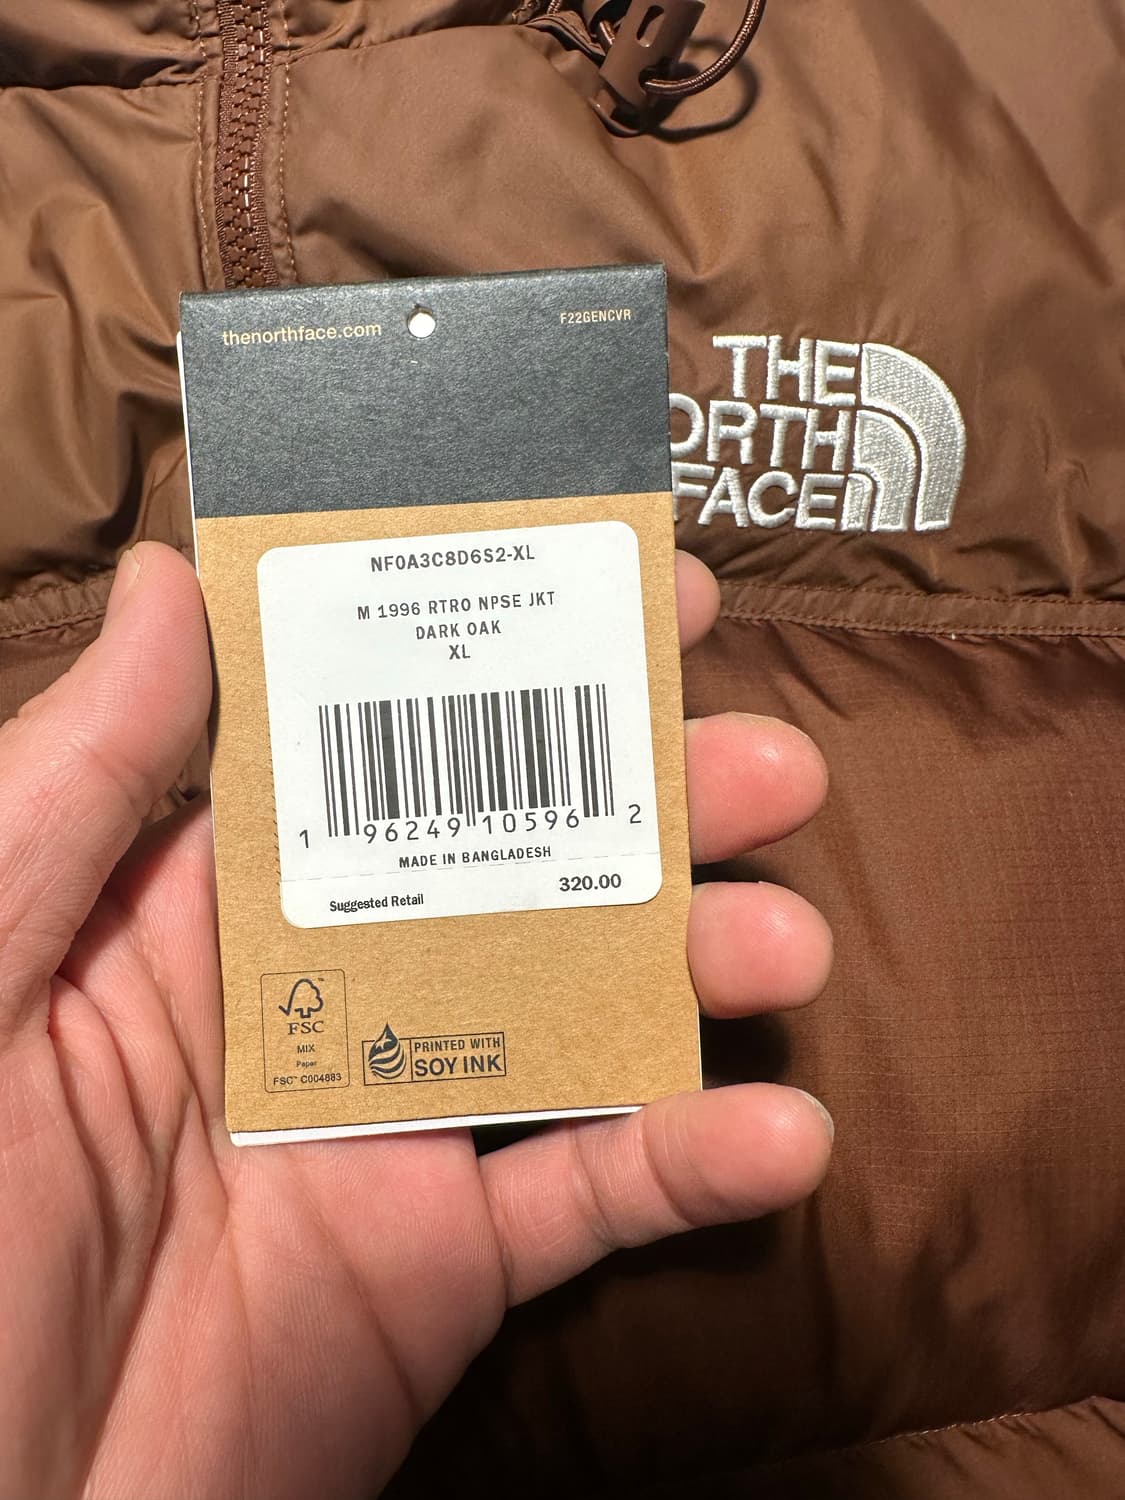 thenorthface.com
F22GENCVR
THE
ORTH
FACE
NF0A3C8D6S2-XL
M 1996 RTRO NPSE JKT
DARK OAK
XL
1 96249 10596 2
MADE IN BANGLADESH
Suggested Retail 320.00
FSC
MIX
Paper
FSC™ C004883
PRINTED WITH
SOY INK